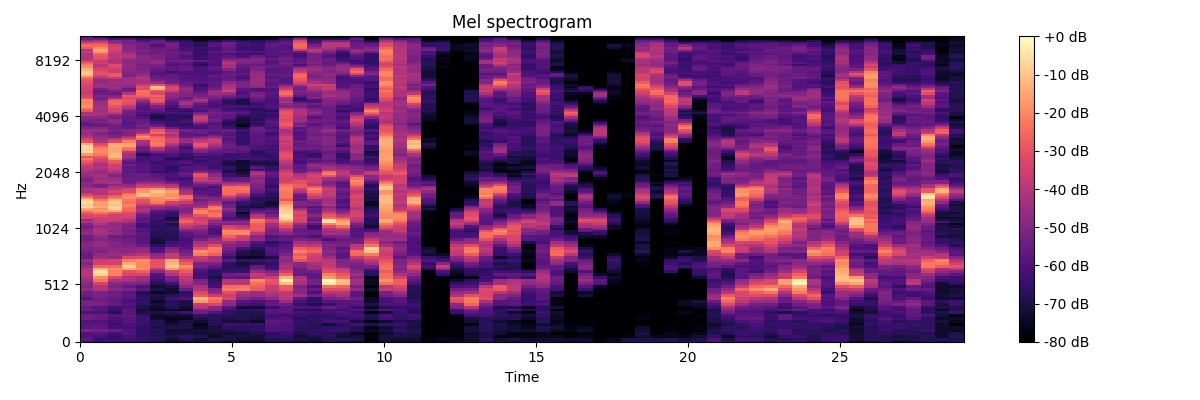 Mel spectrogram
8192
4096
2048
1024
512
0
Hz
0 5 10 15 20 25
Time
+0 dB
-10 dB
-20 dB
-30 dB
-40 dB
-50 dB
-60 dB
-70 dB
-80 dB